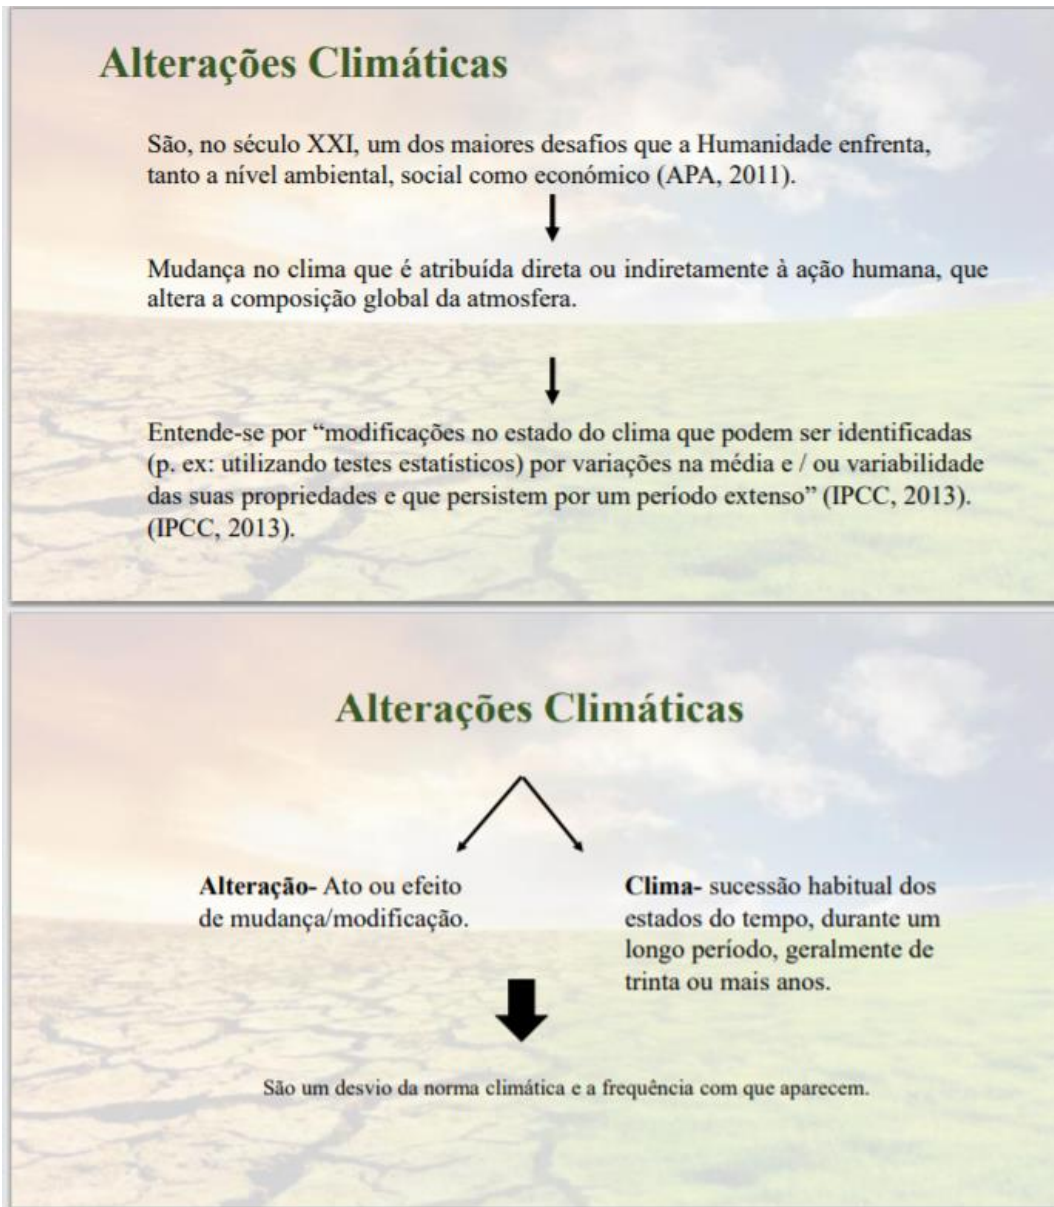 Alterações Climáticas
São, no século XXI, um dos maiores desafios que a Humanidade enfrenta,
tanto a nível ambiental, social como económico (APA, 2011).
Mudança no clima que é atribuída direta ou indiretamente à ação humana, que
altera a composição global da atmosfera.
Entende-se por “modificações no estado do clima que podem ser identificadas
(p. ex: utilizando testes estatísticos) por variações na média e / ou variabilidade
das suas propriedades e que persistem por um período extenso” (IPCC, 2013).
(IPCC, 2013).
Alterações Climáticas
Alteração- Ato ou efeito
de mudança/modificação.
Clima- sucessão habitual dos
estados do tempo, durante um
longo período, geralmente de
trinta ou mais anos.
São um desvio da norma climática e a frequência com que aparecem.